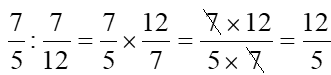 7/5 : 7/12 = 7/5 × 12/7 = (7 × 12)/(5 × 7) = 12/5